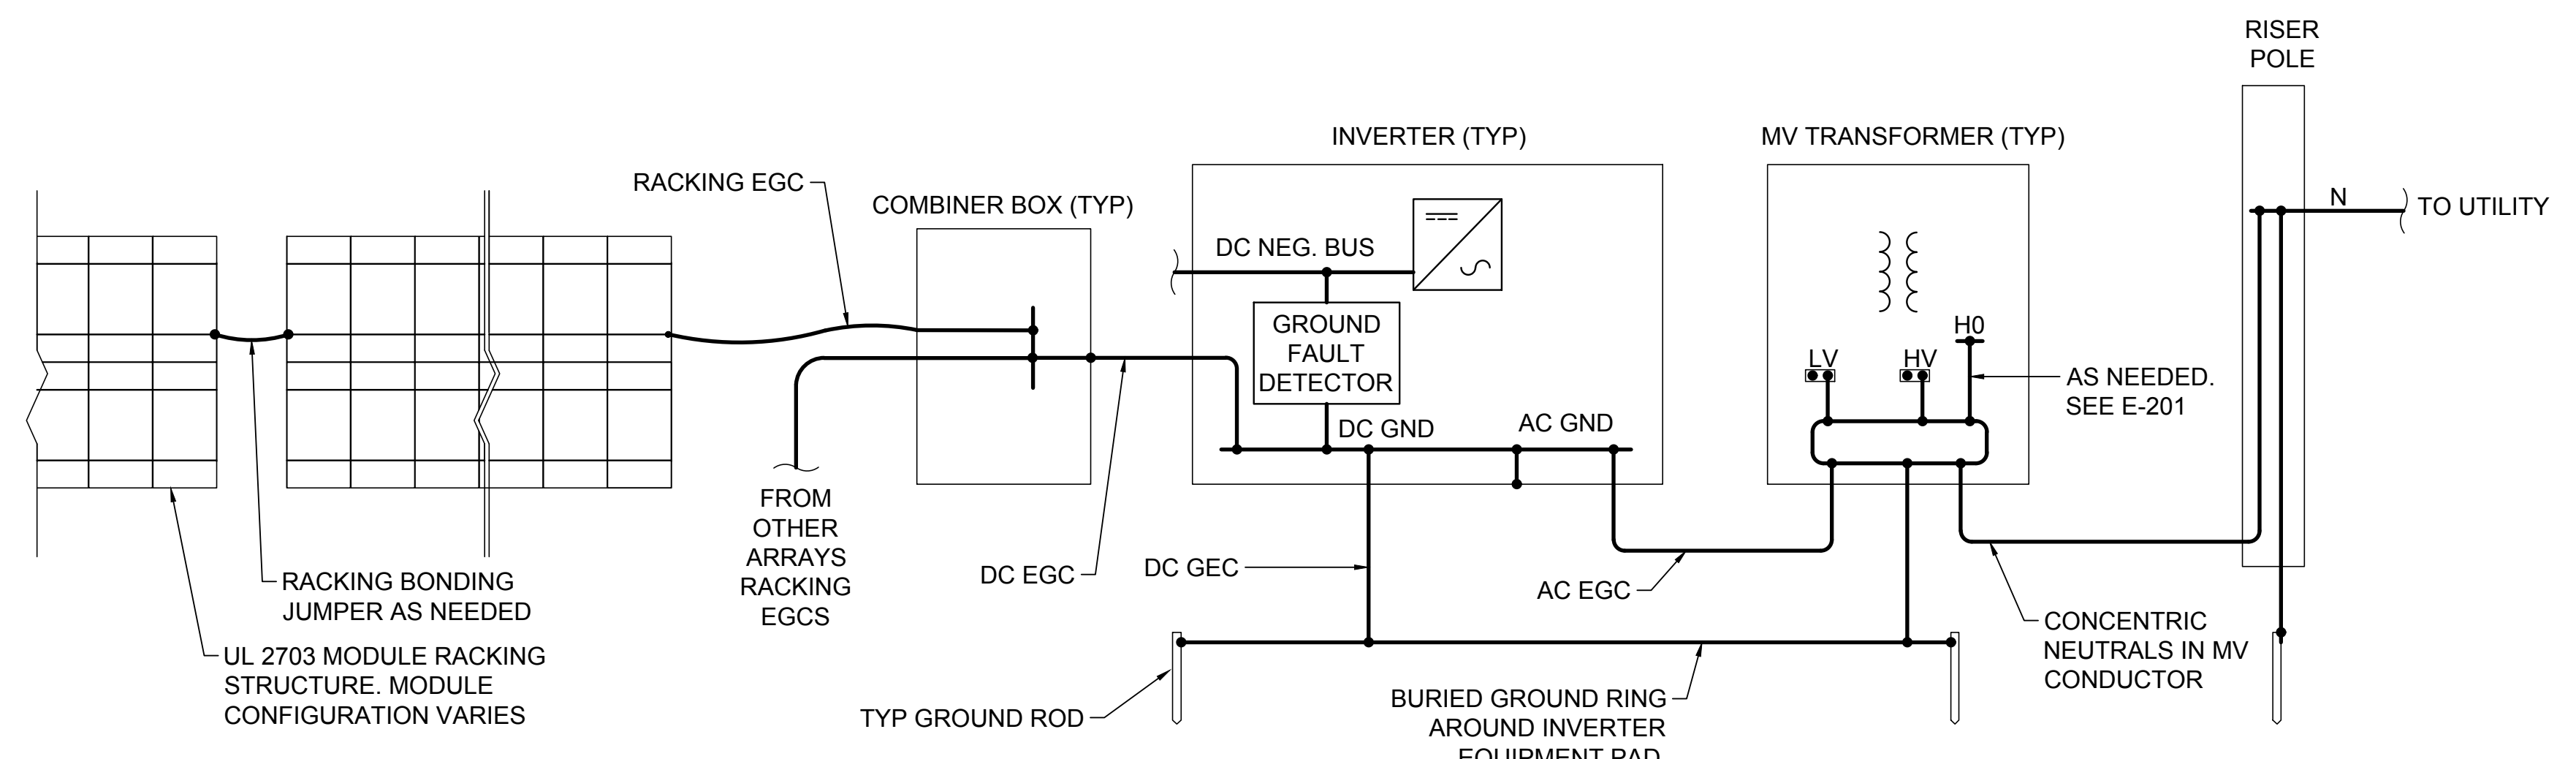 RISER
POLE
INVERTER (TYP)
MV TRANSFORMER (TYP)
RACKING EGC
COMBINER BOX (TYP)
N
TO UTILITY
DC NEG. BUS
GROUND
FAULT
DETECTOR
H0
LV
HV
AS NEEDED.
SEE E-201
DC GND
AC GND
FROM
OTHER
ARRAYS
RACKING
EGCS
DC EGC
DC GEC
AC EGC
RACKING BONDING
JUMPER AS NEEDED
UL 2703 MODULE RACKING
STRUCTURE. MODULE
CONFIGURATION VARIES
CONCENTRIC
NEUTRALS IN MV
CONDUCTOR
TYP GROUND ROD
BURIED GROUND RING
AROUND INVERTER
EQUIPMENT PAD